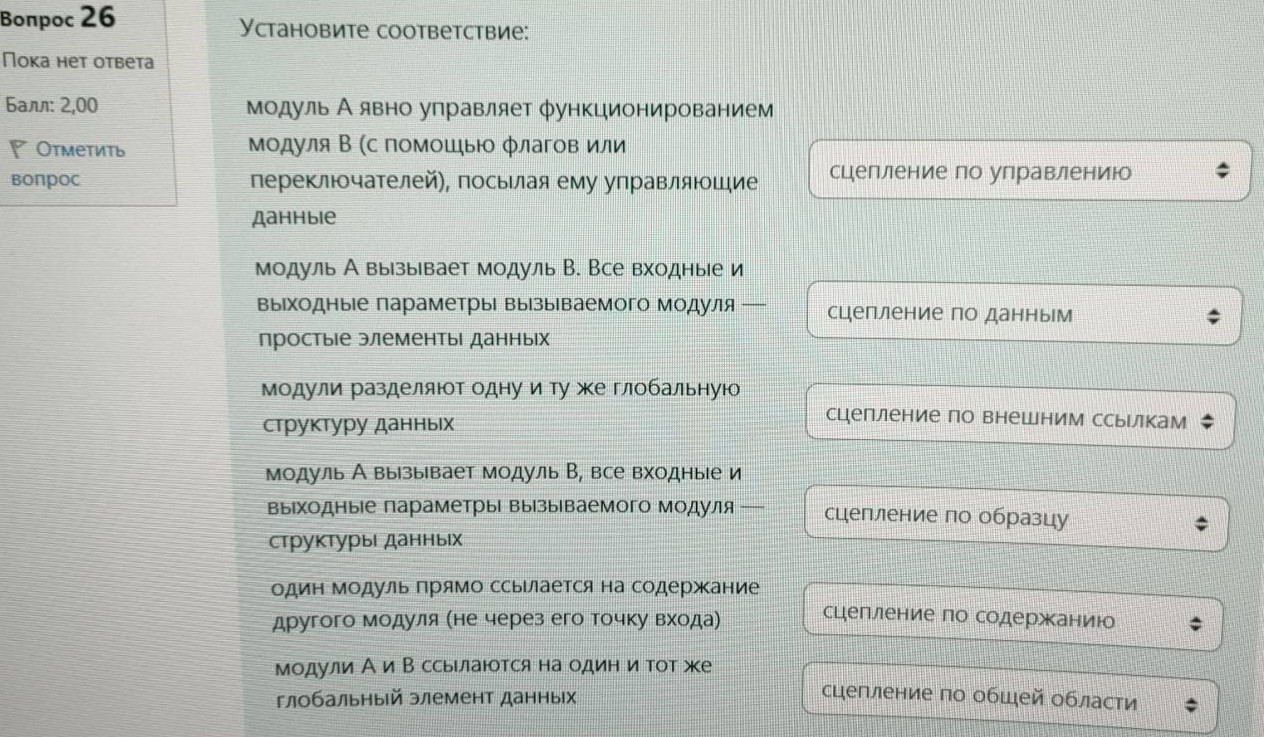 Вопрос 26
Пока нет ответа
Балл: 2,00
Отметить
вопрос
Установите соответствие:
модуль А явно управляет функционированием
модуля В (с помощью флагов или
переключателей), посылая ему управляющие
данные
сцепление по управлению
модуль А вызывает модуль В. Все входные и
выходные параметры вызываемого модуля —
простые элементы данных
сцепление по данным
модули разделяют одну и ту же глобальную
структуру данных
сцепление по внешним ссылкам
модуль А вызывает модуль В, все входные и
выходные параметры вызываемого модуля —
структуры данных
сцепление по образцу
один модуль прямо ссылается на содержание
другого модуля (не через его точку входа)
сцепление по содержанию
модули А и В ссылаются на один и тот же
глобальный элемент данных
сцепление по общей области